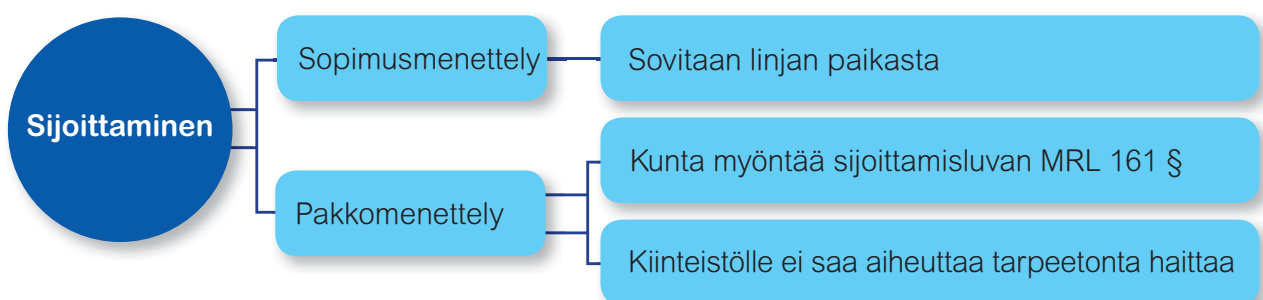 Sijoittaminen
Sopimusmenettely
Sovitaan linjan paikasta
Pakkomenettely
Kunta myöntää sijoittamisluvan MRL 161 §
Kiinteistölle ei saa aiheuttaa tarpeetonta haittaa